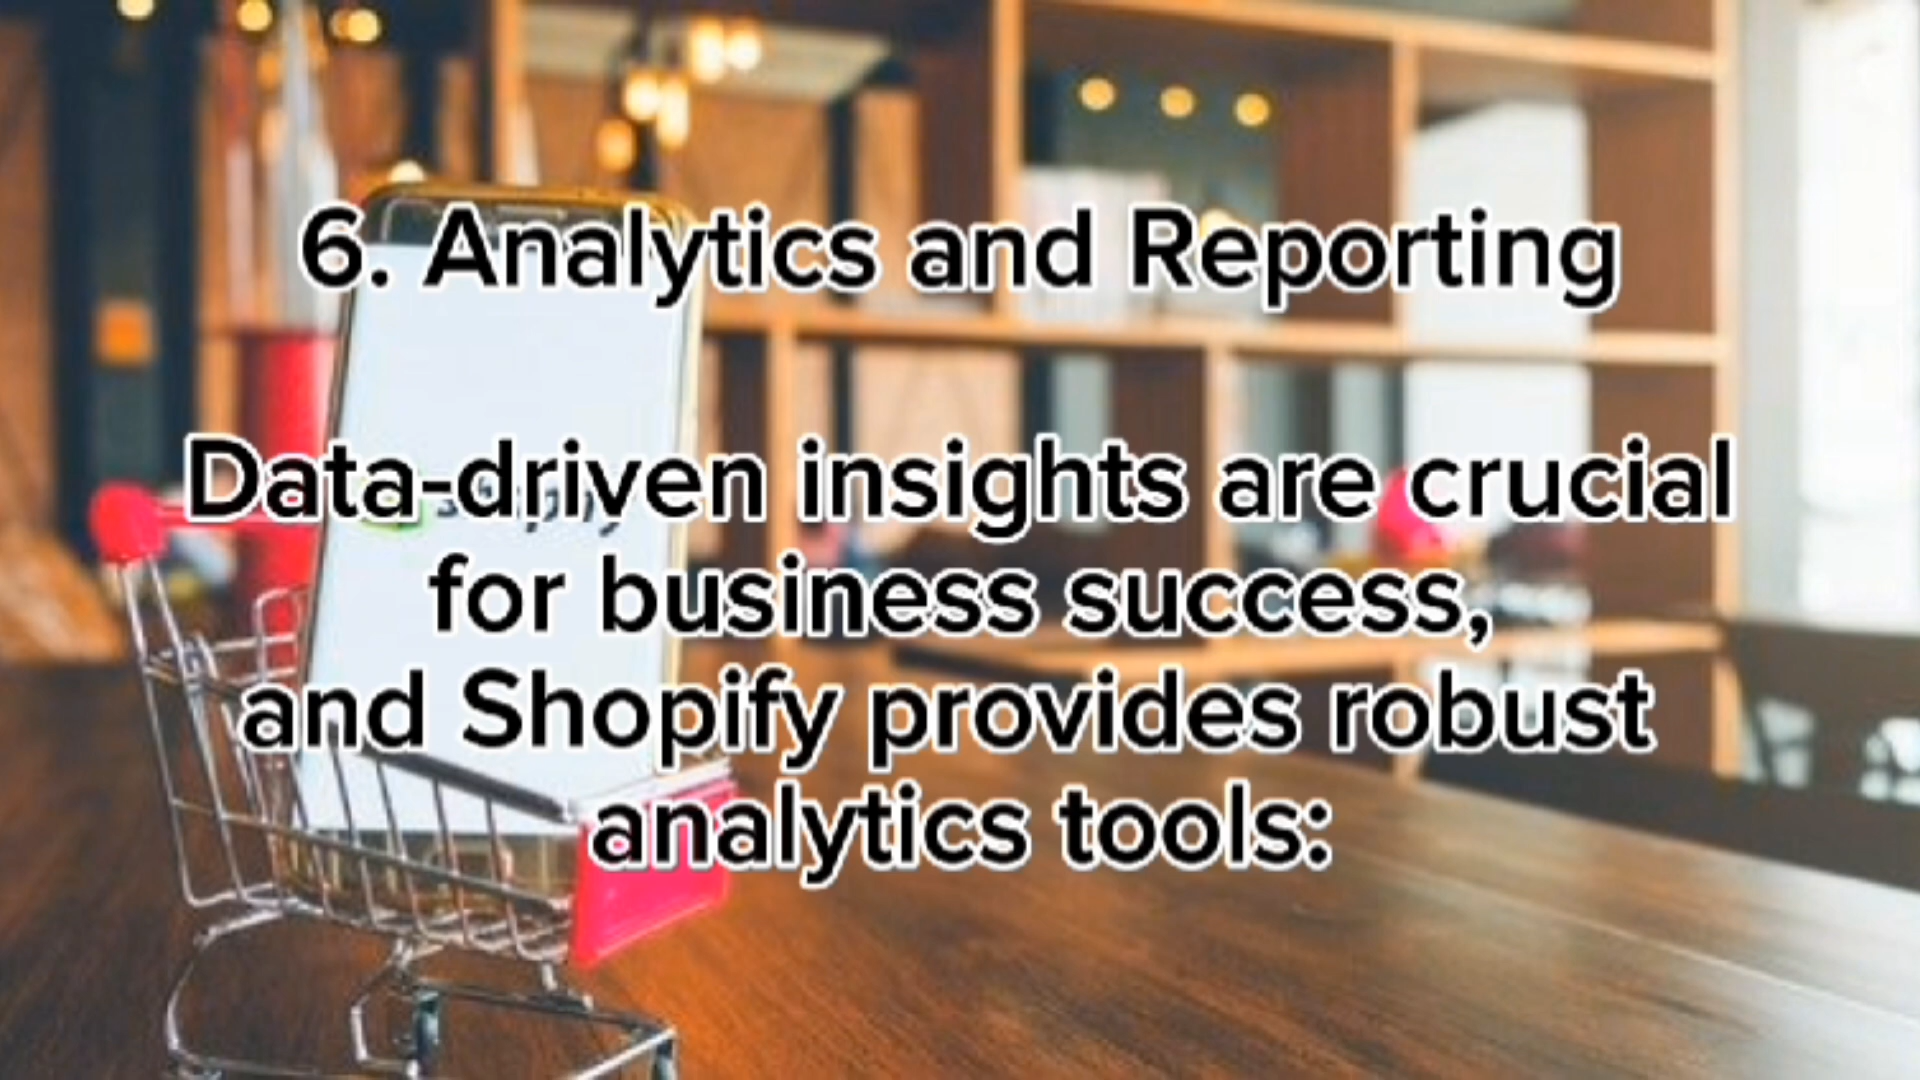 6. Analytics and Reporting
Data-driven insights are crucial
for business success,
and Shopify provides robust
analytics tools: